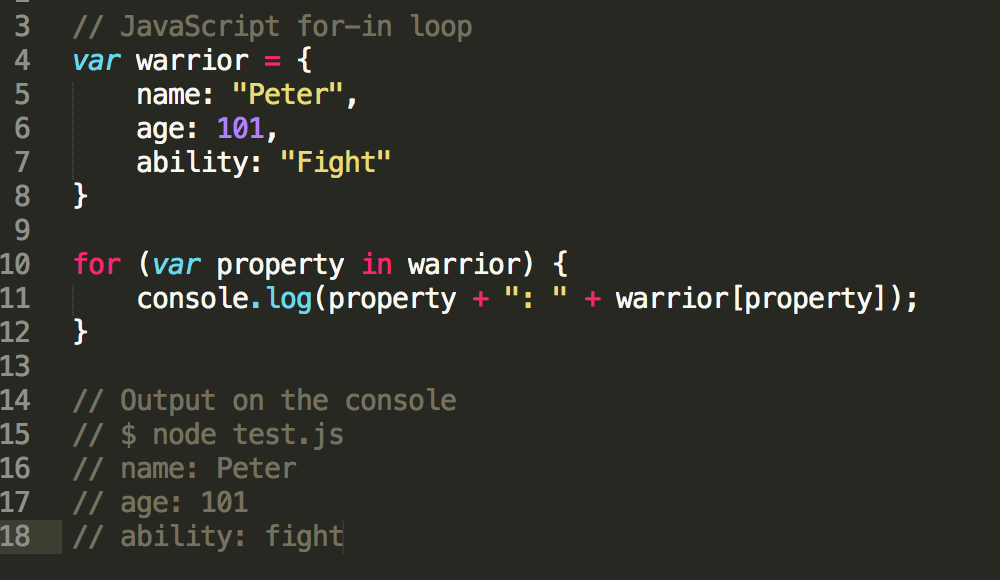 3 // JavaScript for-in loop
4 var warrior = {
5     name: "Peter",
6     age: 101,
7     ability: "Fight"
8 }
9
10 for (var property in warrior) {
11     console.log(property + ": " + warrior[property]);
12 }
13
14 // Output on the console
15 // $ node test.js
16 // name: Peter
17 // age: 101
18 // ability: fight